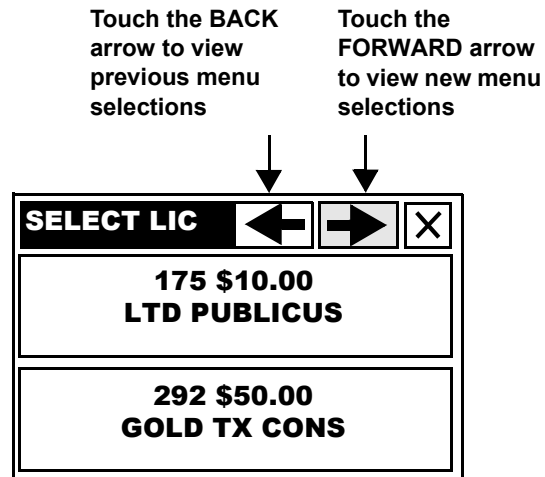 Touch the BACK
arrow to view
previous menu
selections
Touch the
FORWARD arrow
to view new menu
selections
SELECT LIC
175 $10.00
LTD PUBLICUS
292 $50.00
GOLD TX CONS